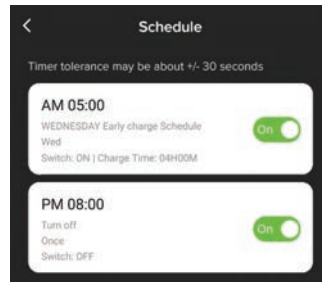 Schedule
Timer tolerance may be about +/- 30 seconds
AM 05:00
WEDNESDAY Early charge Schedule
Wed
Switch: ON | Charge Time: 04H00M
On
PM 08:00
Turn off
Once
Switch: OFF
On